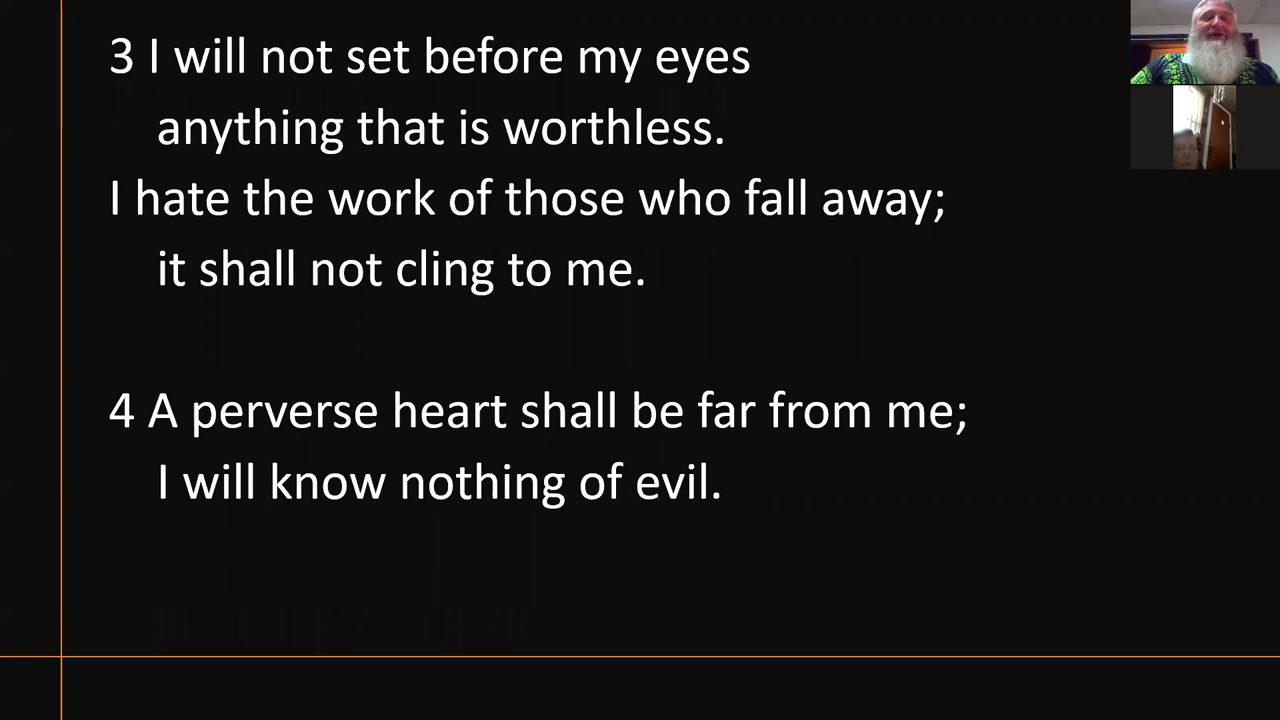 3 I will not set before my eyes
anything that is worthless.
I hate the work of those who fall away;
it shall not cling to me.
4 A perverse heart shall be far from me;
I will know nothing of evil.